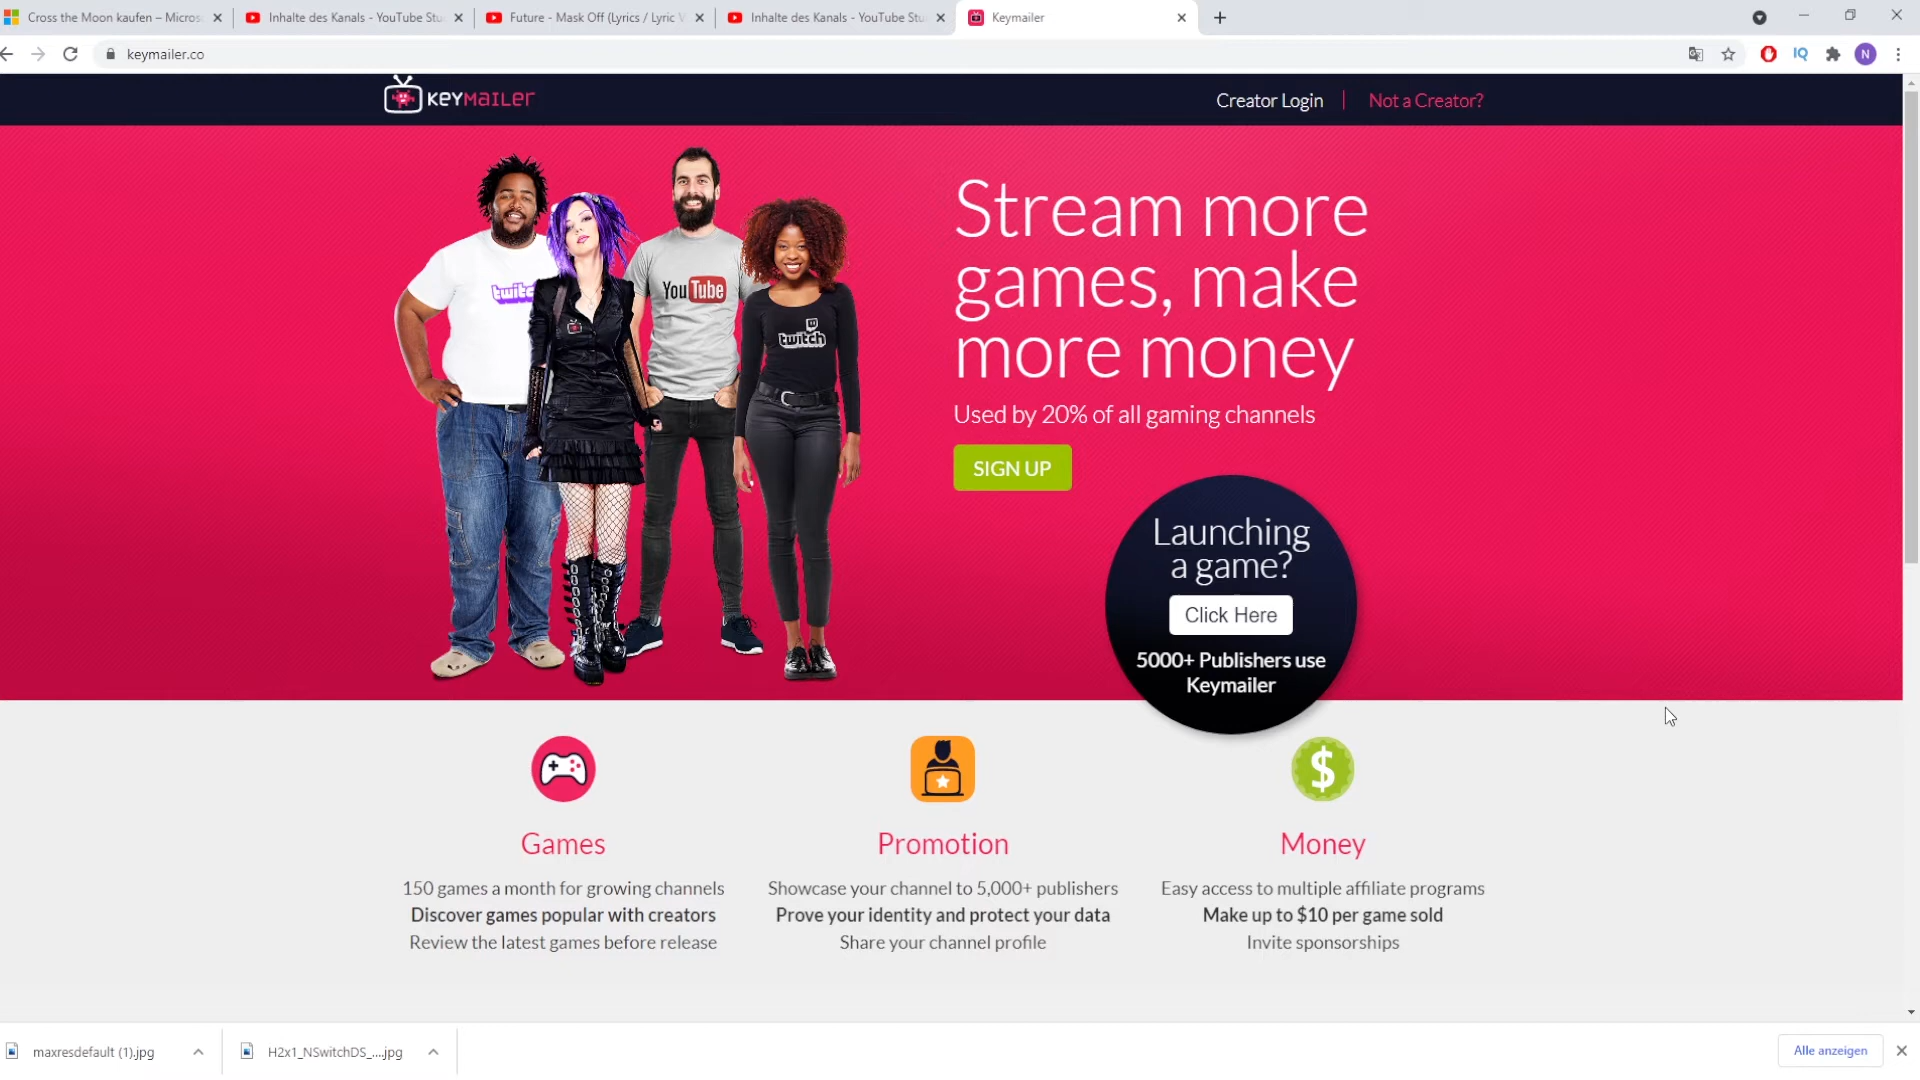 Cross the Moon kaufen – Micros
Inhalte des Kanals - YouTube Stu
Future - Mask Off (Lyrics / Lyric V
Inhalte des Kanals - YouTube Stu
Keymailer
keymailer.co
IQ
N
KEYMAILER
Creator Login
Not a Creator?
twitc
You Tube
twitch
Stream more
games, make
more money
Used by 20% of all gaming channels
SIGN UP
Launching
a game?
Click Here
5000+ Publishers use
Keymailer
$
Games
150 games a month for growing channels
Discover games popular with creators
Review the latest games before release
Promotion
Showcase your channel to 5,000+ publishers
Prove your identity and protect your data
Share your channel profile
Money
Easy access to multiple affiliate programs
Make up to $10 per game sold
Invite sponsorships
maxresdefault (1).jpg
H2x1_NSwitchDS_....jpg
Alle anzeigen